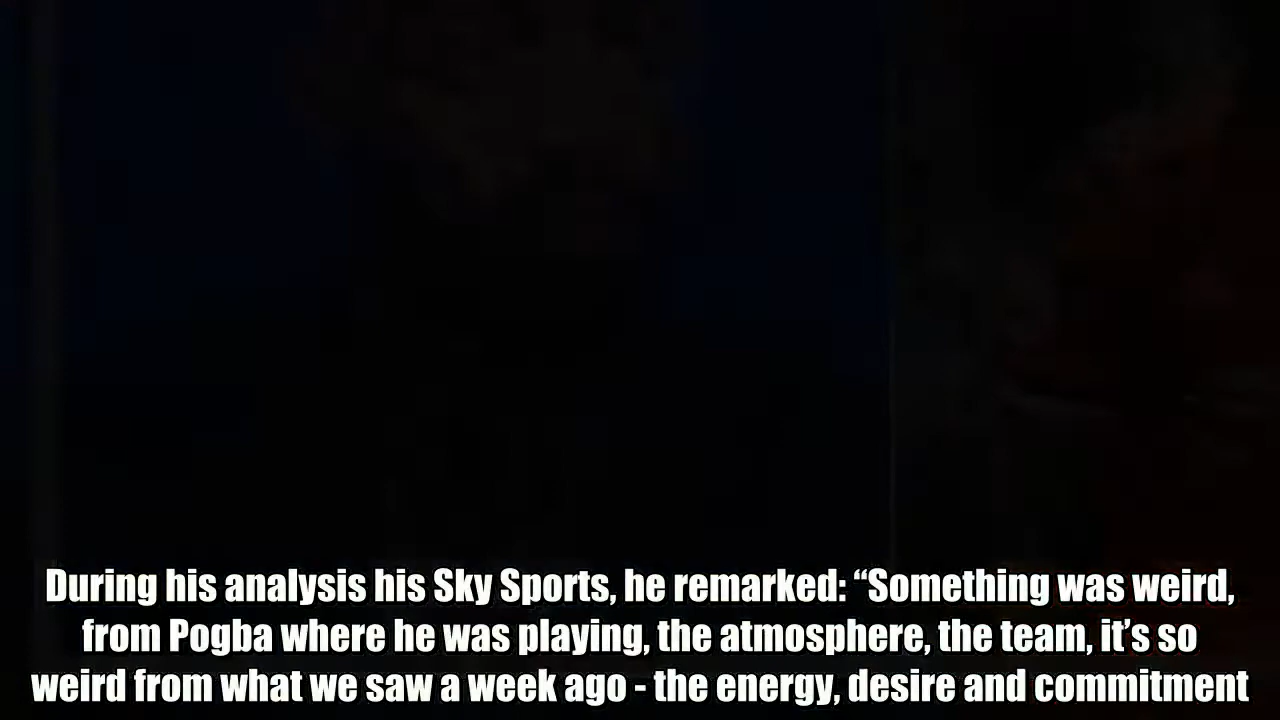 During his analysis his Sky Sports, he remarked: “Something was weird,
from Pogba where he was playing, the atmosphere, the team, it’s so
weird from what we saw a week ago - the energy, desire and commitment